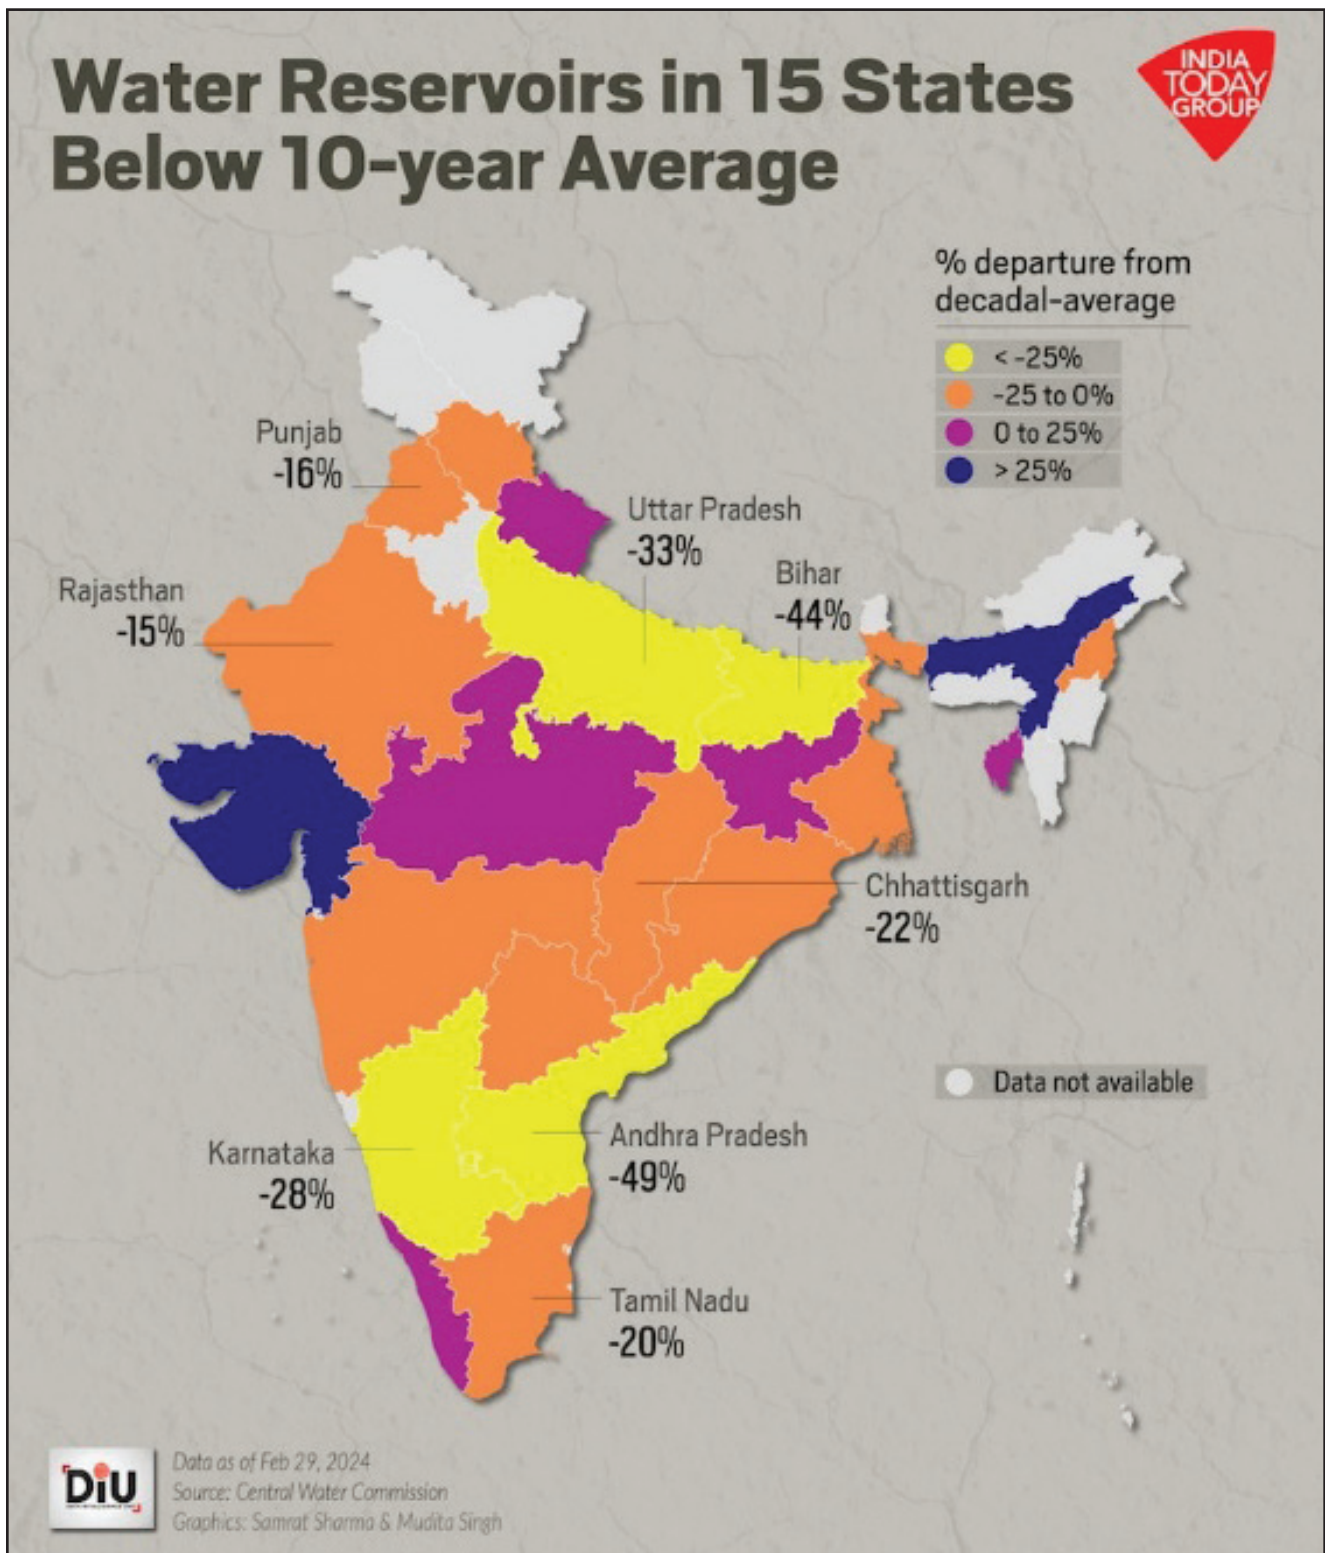 Water Reservoirs in 15 States
Below 10-year Average
INDIA
TODAY
GROUP
% departure from
decadal-average
< -25%
-25 to 0%
0 to 25%
> 25%
Punjab
-16%
Uttar Pradesh
-33%
Bihar
-44%
Rajasthan
-15%
Chhattisgarh
-22%
Data not available
Karnataka
-28%
Andhra Pradesh
-49%
Tamil Nadu
-20%
DiU
Data as of Feb 29, 2024
Source: Central Water Commission
Graphics: Samrat Sharma & Mudita Singh